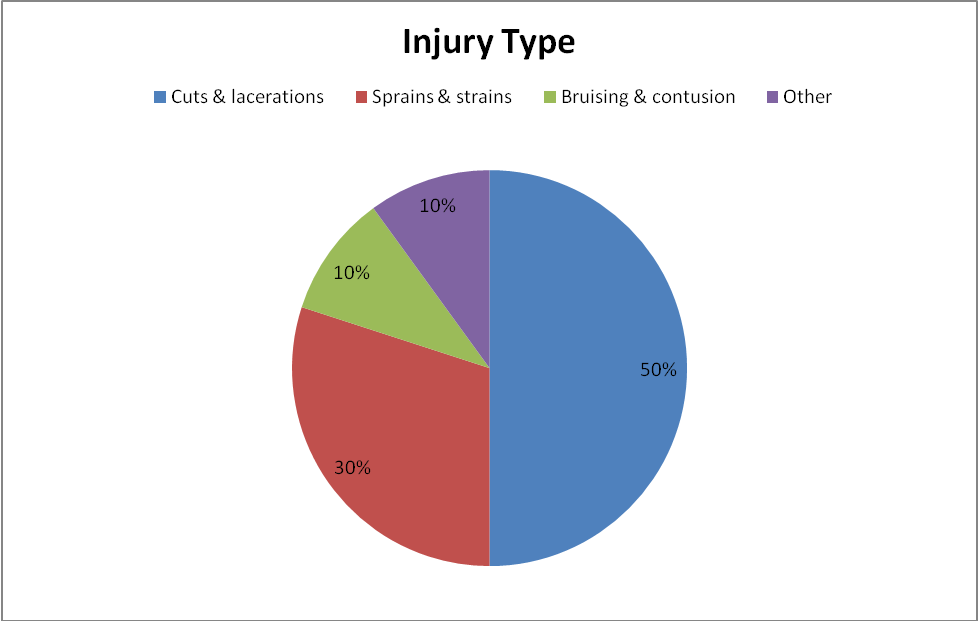 Injury Type
Cuts & lacerations Sprains & strains Bruising & contusion Other
10%
10%
50%
30%